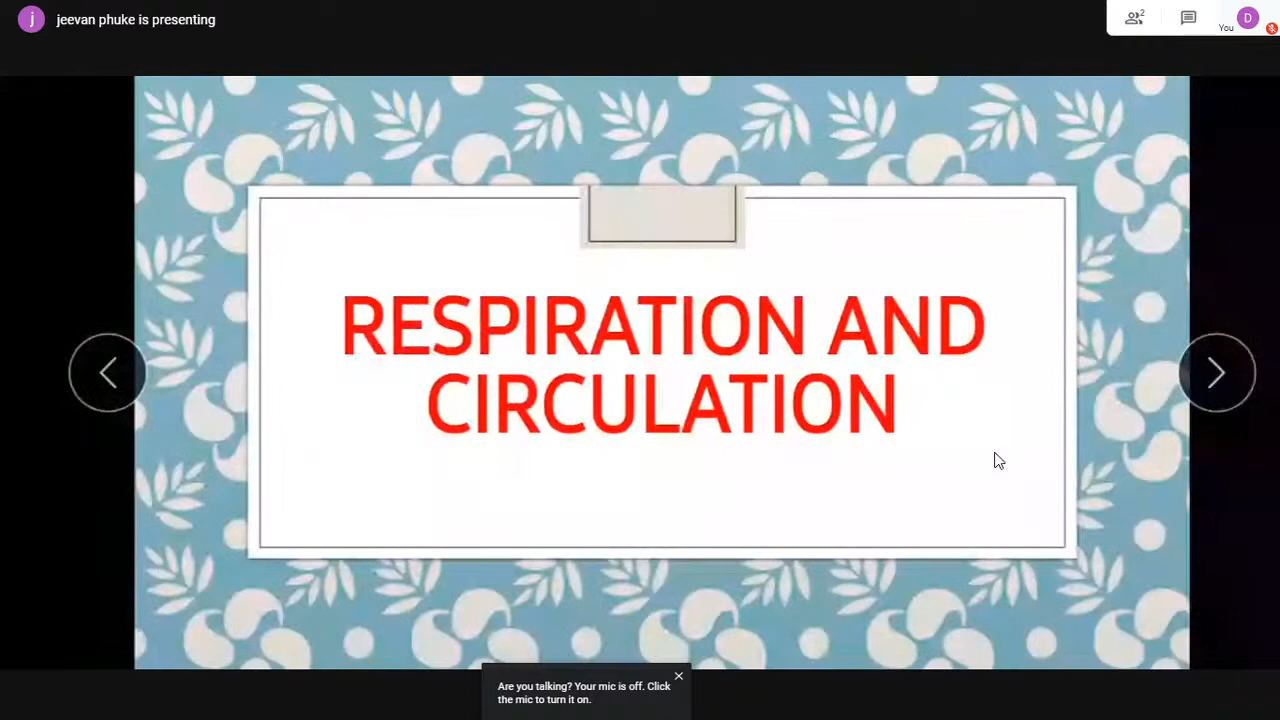 j
jeevan phuke is presenting
2
You
D
RESPIRATION AND
CIRCULATION
Are you talking? Your mic is off. Click
the mic to turn it on.